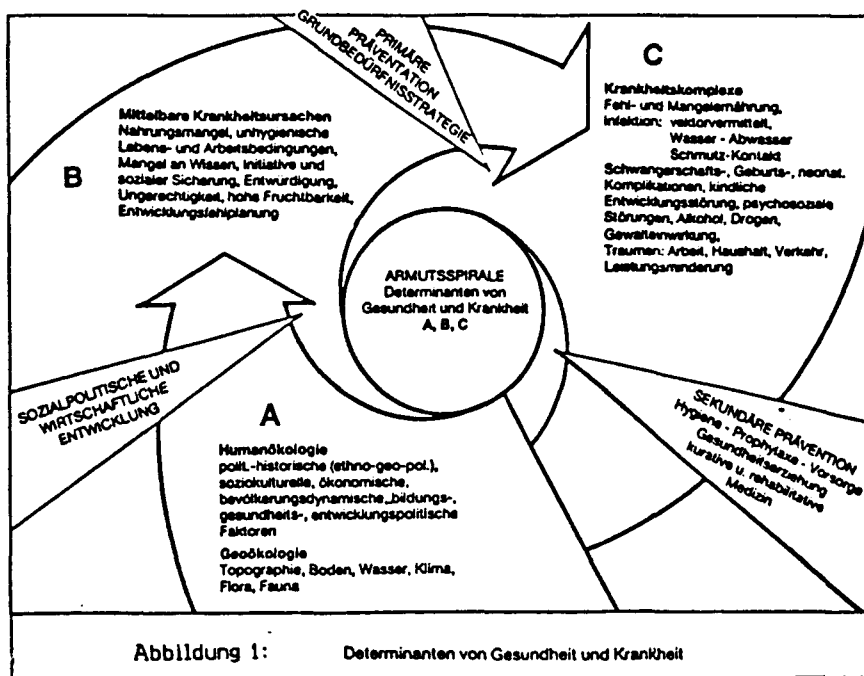 PRIMÄRE
PRÄVENTATION
GRUNDBEDÜRFNISSTRATEGIE
C
Krankheitskomplexe
Fehl- und Mangelernährung,
Infektion: vektorvermittelt,
Wasser - Abwasser
Schmutz-Kontakt
Schwangerschafts-, Geburts-, neonat.
Komplikationen, kindliche
Entwicklungsstörung, psychosoziale
Störungen, Alkohol, Drogen,
Gewalteinwirkung,
Traumen: Arbeit, Haushalt, Verkehr,
Leistungsminderung
B
Mittelbare Krankheitsursachen
Nahrungsmangel, unhygienische
Lebens- und Arbeitsbedingungen,
Mangel an Wissen, Initiative und
sozialer Sicherung, Entwürdigung,
Ungerechtigkeit, hohe Fruchtbarkeit,
Entwicklungsfehlplanung
ARMUTSSPIRALE
Determinanten von
Gesundheit und Krankheit
A, B, C
SOZIALPOLITISCHE UND
WIRTSCHAFTLICHE
ENTWICKLUNG
A
Humanökologie
polit.-historische (ethno-geo-pol.),
soziokulturelle, ökonomische,
bevölkerungsdynamische,,bildungs-,
gesundheits-, entwicklungspolitische
Faktoren
Geoökologie
Topographie, Boden, Wasser, Klima,
Flora, Fauna
SEKUNDÄRE PRÄVENTION
Hygiene - Prophylaxe - Vorsorge
Gesundheitserziehung
kurative u. rehabilitative
Medizin
Abbildung 1: Determinanten von Gesundheit und Krankheit